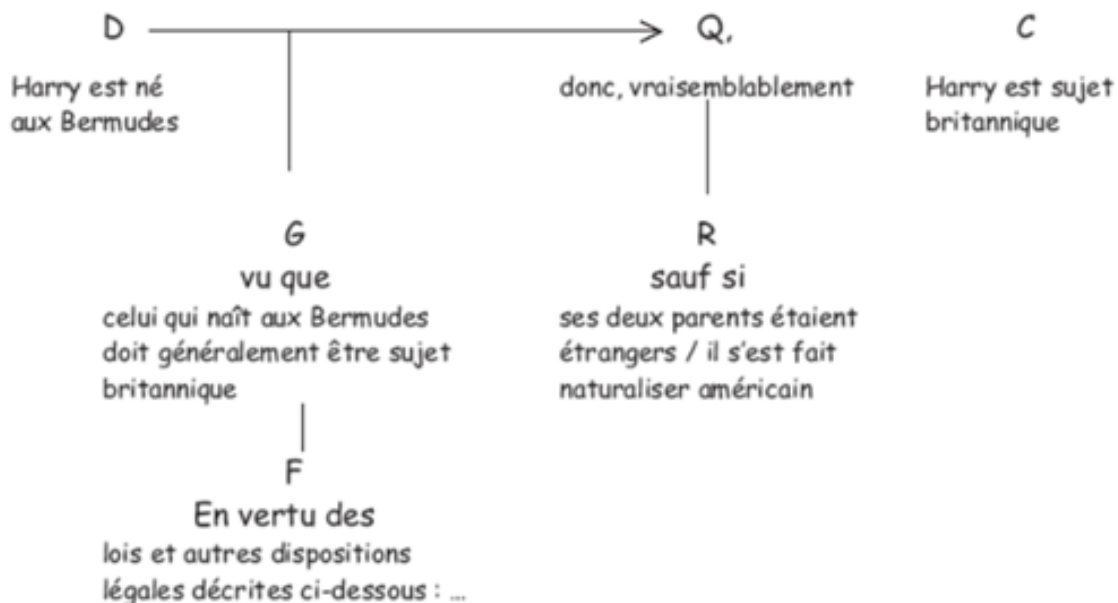 D
Q,
C
Harry est né
aux Bermudes
donc, vraisemblablement
Harry est sujet
britannique
G
vu que
celui qui naît aux Bermudes
doit généralement être sujet
britannique
R
sauf si
ses deux parents étaient
étrangers / il s'est fait
naturaliser américain
F
En vertu des
lois et autres dispositions
légales décrites ci-dessous : ...